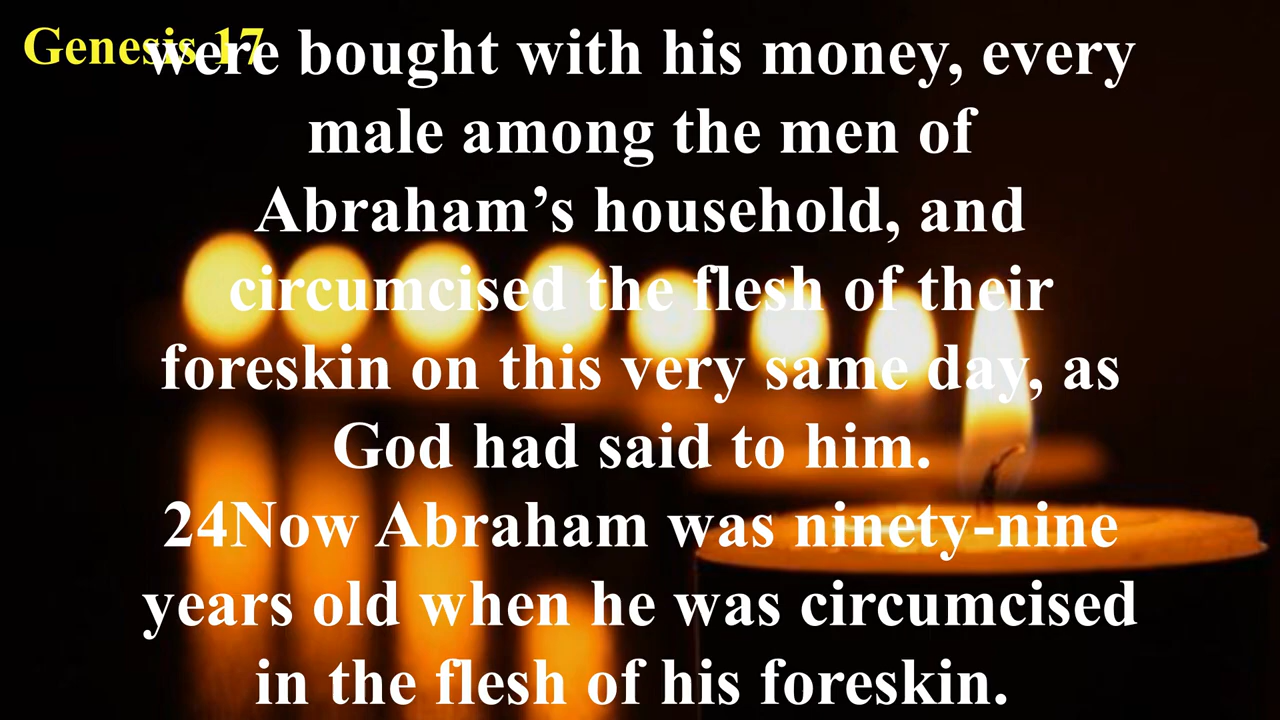 Genesis 17
were bought with his money, every
male among the men of
Abraham’s household, and
circumcised the flesh of their
foreskin on this very same day, as
God had said to him.
24Now Abraham was ninety-nine
years old when he was circumcised
in the flesh of his foreskin.